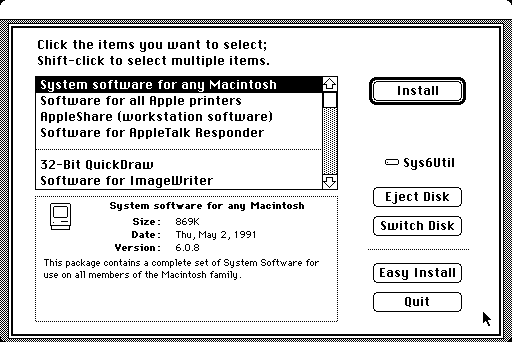 Click the items you want to select;
Shift-click to select multiple items.
System software for any Macintosh
Software for all Apple printers
AppleShare (workstation software)
Software for AppleTalk Responder
32-Bit QuickDraw
Software for ImageWriter
System software for any Macintosh
Size: 869K
Date: Thu, May 2, 1991
Version: 6.0.8
This package contains a complete set of System Software for
use on all members of the Macintosh family.
Install
Sys6Util
Eject Disk
Switch Disk
Easy Install
Quit